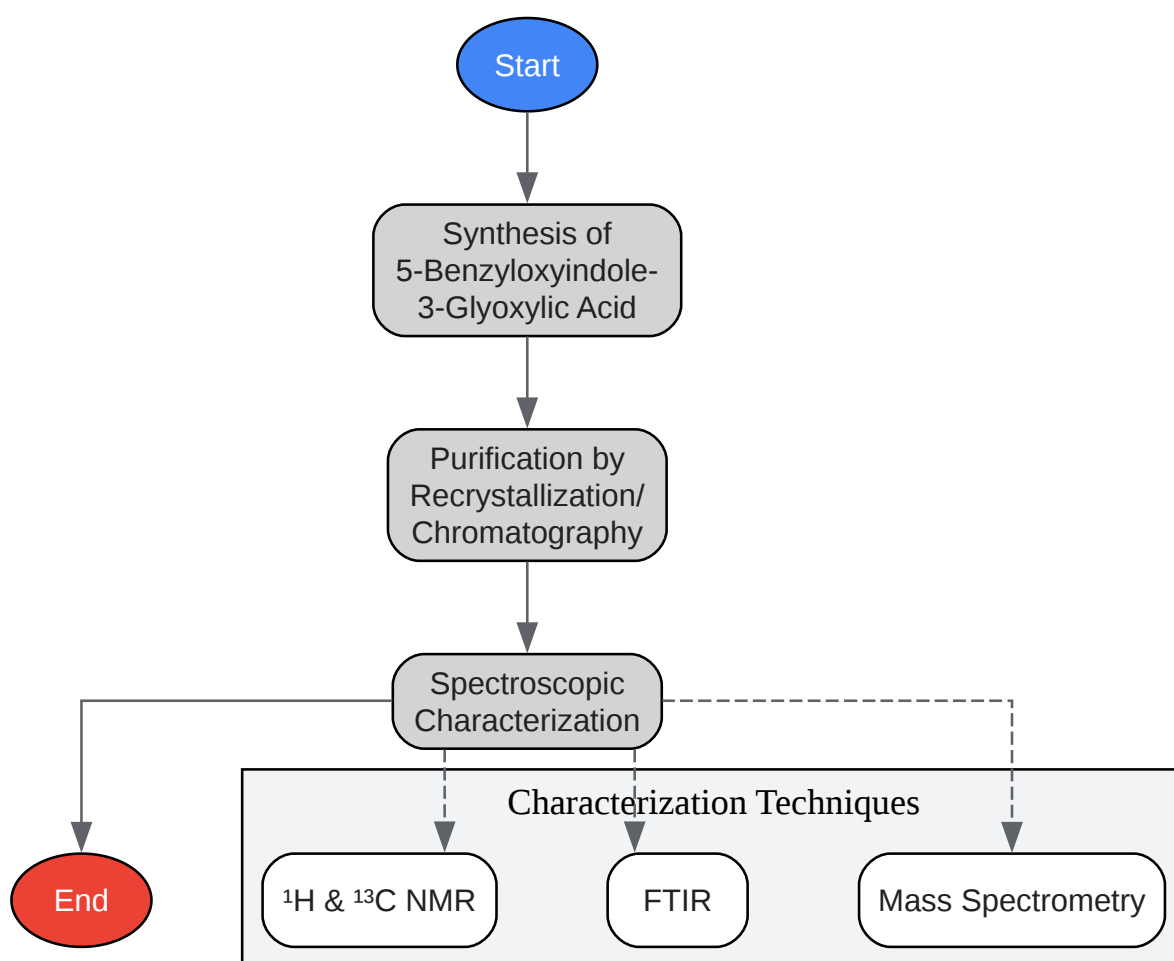 Start
Synthesis of
5-Benzyloxyindole-
3-Glyoxylic Acid
Purification by
Recrystallization/
Chromatography
Spectroscopic
Characterization
Characterization Techniques
End
¹H & ¹³C NMR
FTIR
Mass Spectrometry